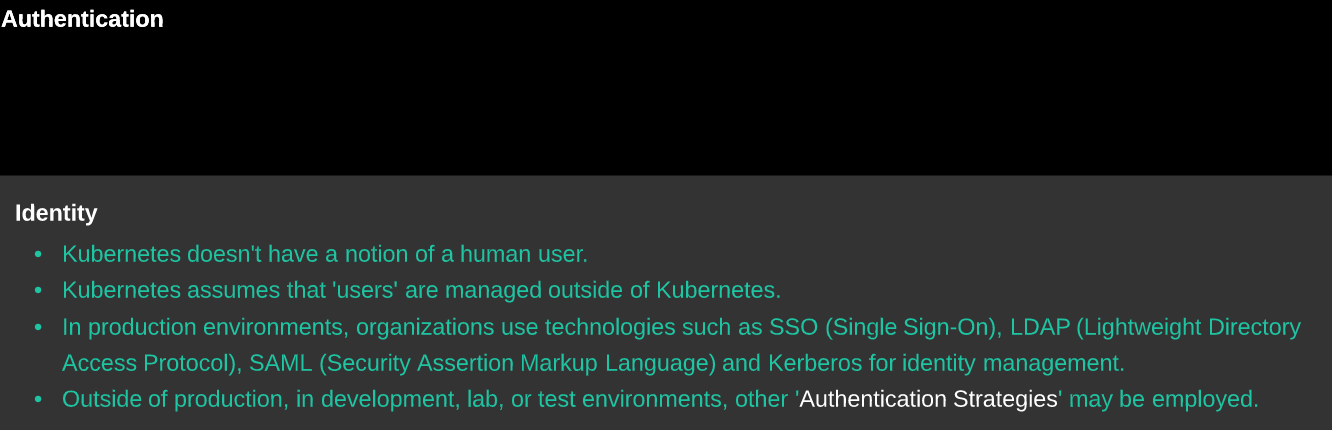 Authentication
Identity
• Kubernetes doesn't have a notion of a human user.
• Kubernetes assumes that 'users' are managed outside of Kubernetes.
• In production environments, organizations use technologies such as SSO (Single Sign-On), LDAP (Lightweight Directory
Access Protocol), SAML (Security Assertion Markup Language) and Kerberos for identity management.
• Outside of production, in development, lab, or test environments, other 'Authentication Strategies' may be employed.